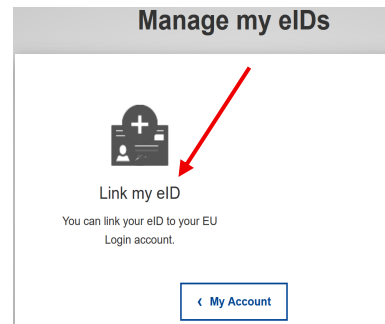 Manage my eIDs
Link my eID
You can link your eID to your EU
Login account.
‹ My Account